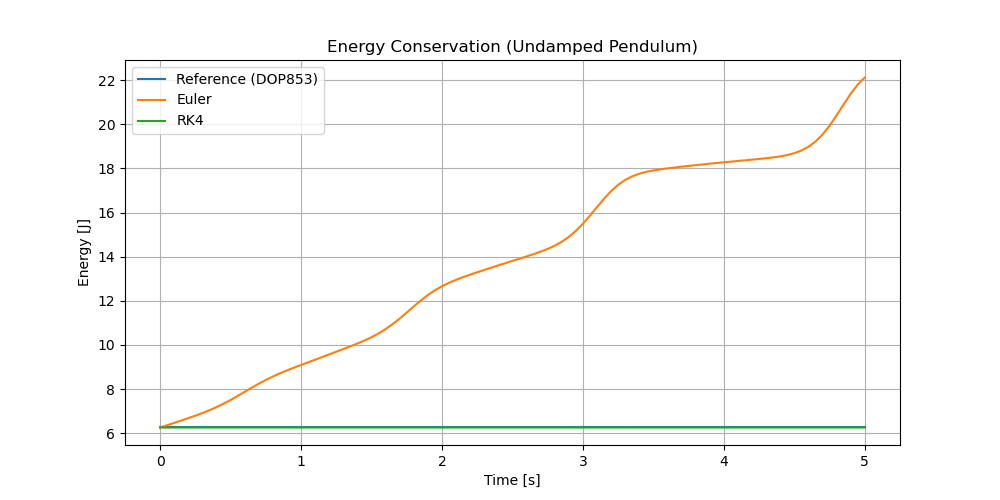 Energy Conservation (Undamped Pendulum)
Reference (DOP853)
Euler
RK4
Energy [J]
22
20
18
16
14
12
10
8
6
0 1 2 3 4 5
Time [s]